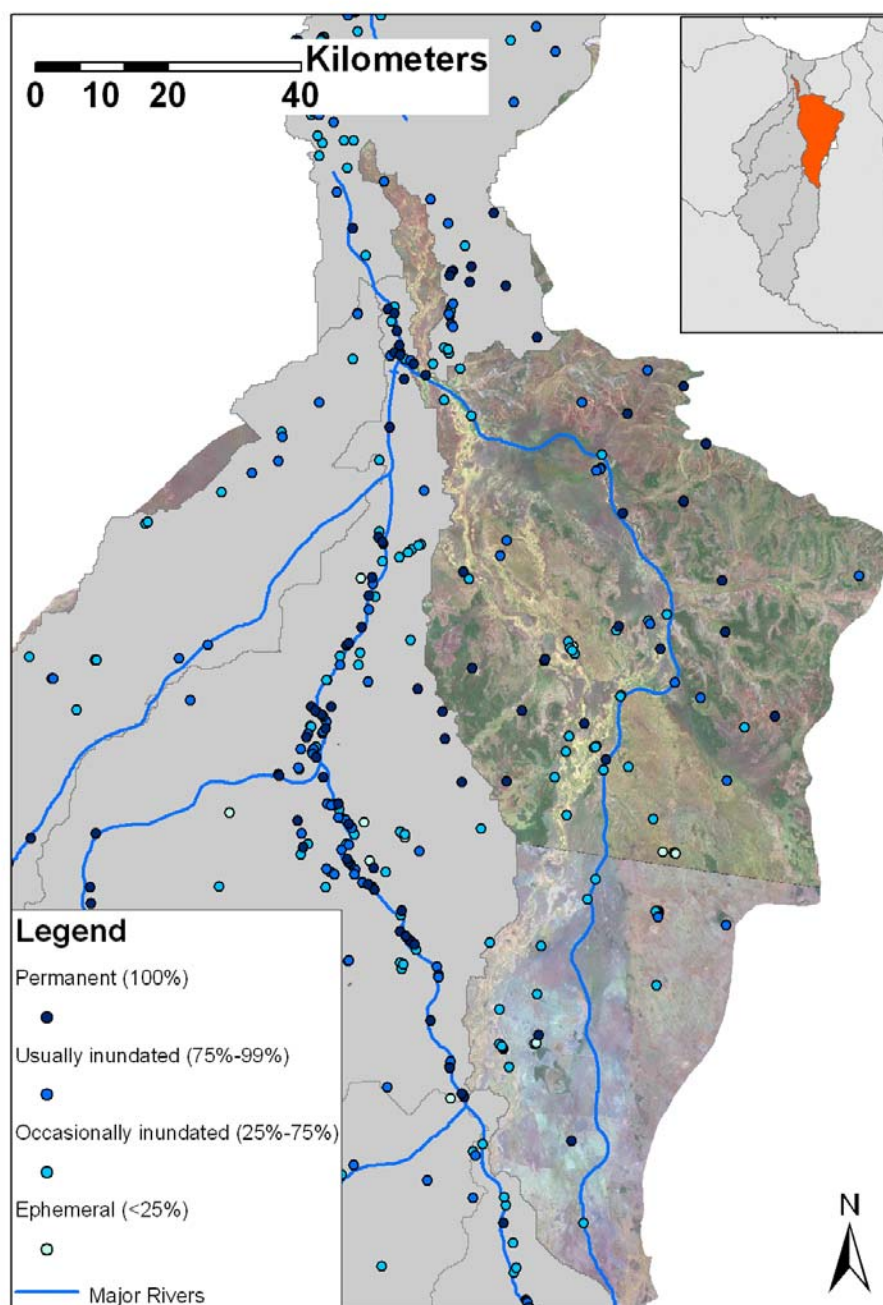 Kilometers
0 10 20 40
Legend
Permanent (100%)
Usually inundated (75%-99%)
Occasionally inundated (25%-75%)
Ephemeral (<25%)
Major Rivers
N